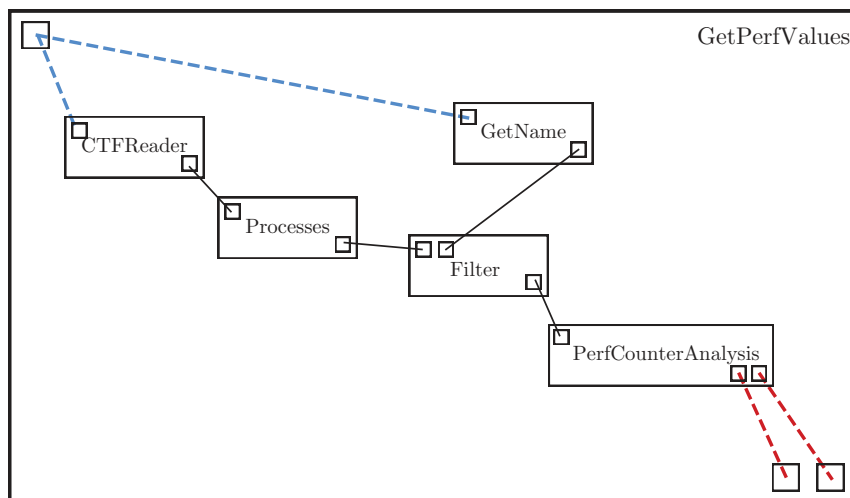 GetPerfValues
GetName
CTFReader
Processes
Filter
PerfCounterAnalysis